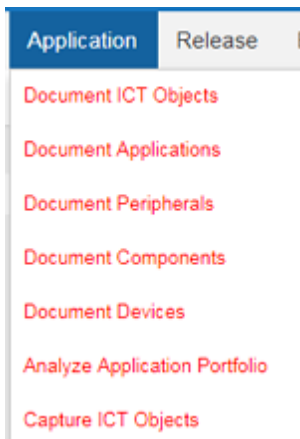 Application Release
Document ICT Objects
Document Applications
Document Peripherals
Document Components
Document Devices
Analyze Application Portfolio
Capture ICT Objects